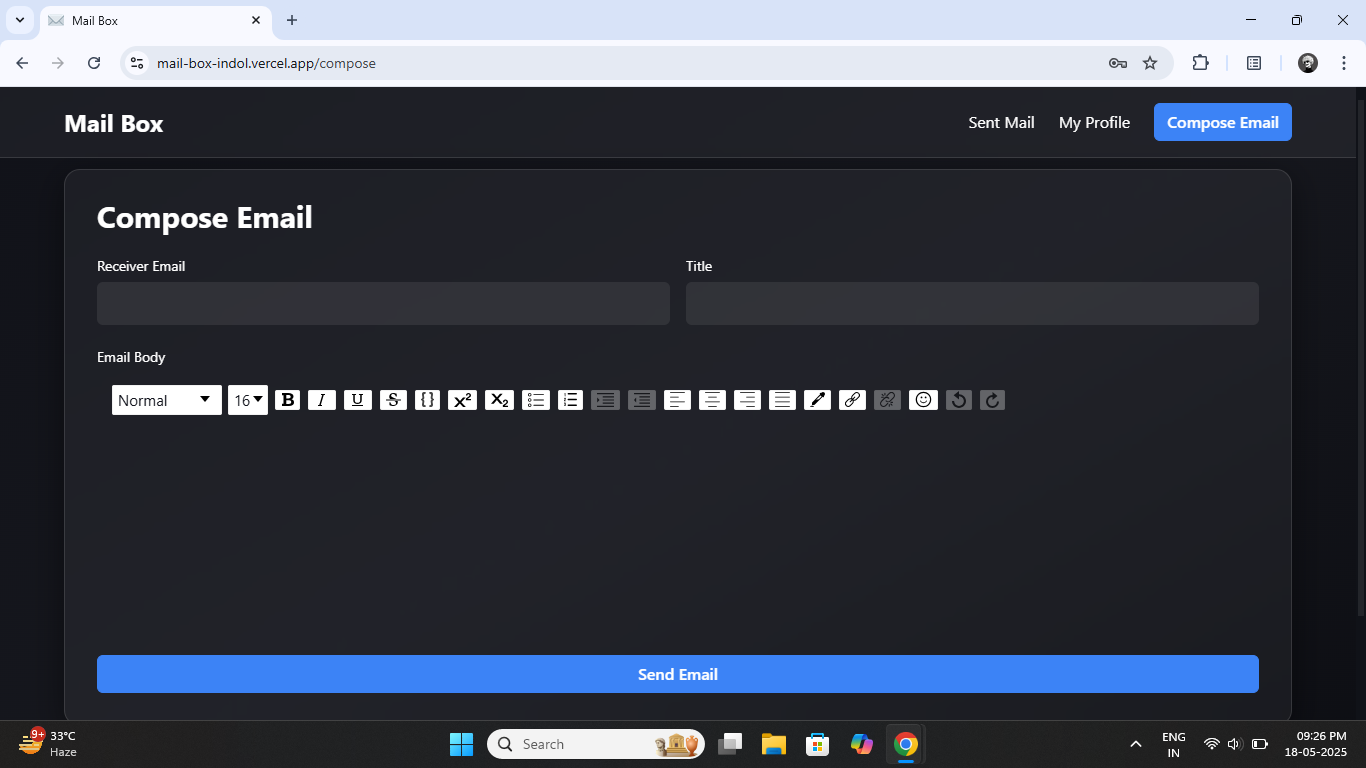 Mail Box
mail-box-indol.vercel.app/compose
Mail Box
Sent Mail
My Profile
Compose Email
Compose Email
Receiver Email
Title
Email Body
Normal
16
B I U S {} X² X₂
Send Email
9+
33°C
Haze
Search
ENG
IN
09:26 PM
18-05-2025